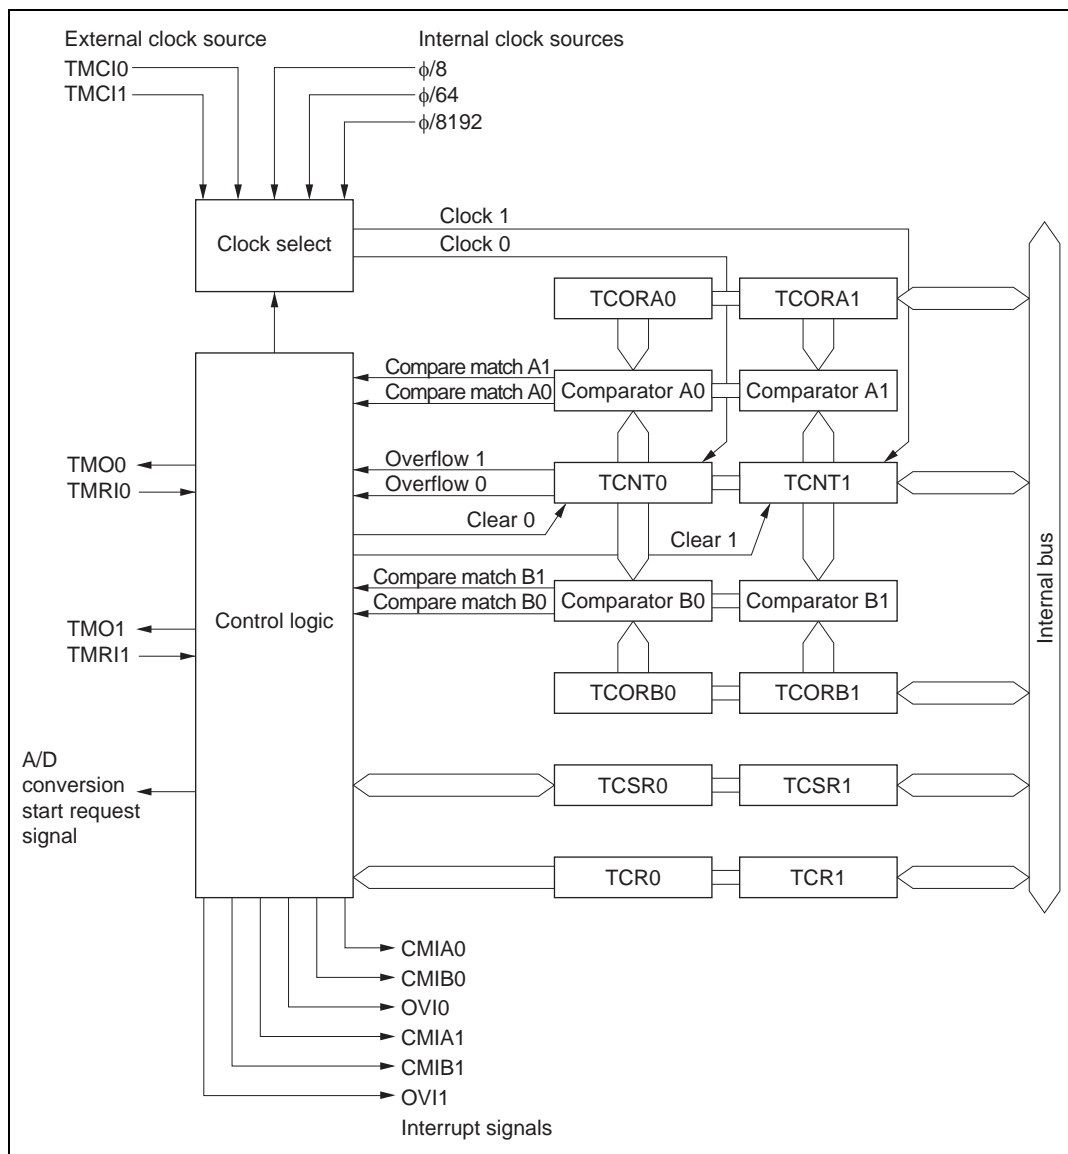 External clock source
Internal clock sources
TMCI0
ϕ/8
TMCI1
ϕ/64
ϕ/8192
Clock select
Clock 1
Clock 0
TCORA0
TCORA1
Compare match A1
Compare match A0
Comparator A0
Comparator A1
TMO0
TMRI0
Overflow 1
Overflow 0
TCNT0
TCNT1
Clear 0
Clear 1
Internal bus
Compare match B1
Compare match B0
Comparator B0
Comparator B1
Control logic
TMO1
TMRI1
TCORB0
TCORB1
A/D
conversion
start request
signal
TCSR0
TCSR1
TCR0
TCR1
CMIA0
CMIB0
OVI0
CMIA1
CMIB1
OVI1
Interrupt signals